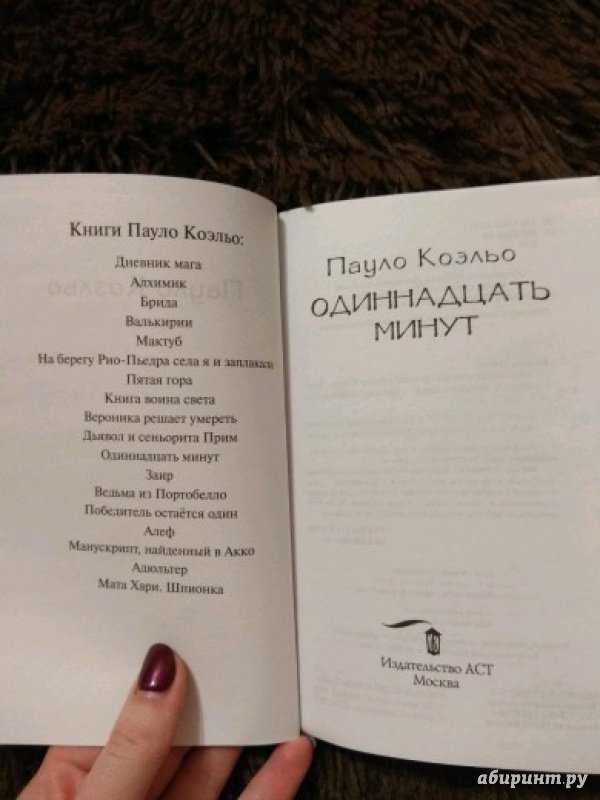 Книги Пауло Коэльо:
Дневник мага
Алхимик
Брида
Валькирии
Мактуб
На берегу Рио-Пьедра села я и заплакала
Пятая гора
Книга воина света
Вероника решает умереть
Дьявол и сеньорита Прим
Одиннадцать минут
Заир
Ведьма из Портобелло
Победитель остаётся один
Алеф
Манускрипт, найденный в Акко
Адюльтер
Мата Хари. Шпионка
Пауло Коэльо
ОДИННАДЦАТЬ
МИНУТ
Издательство АСТ
Москва
абиринт.ру